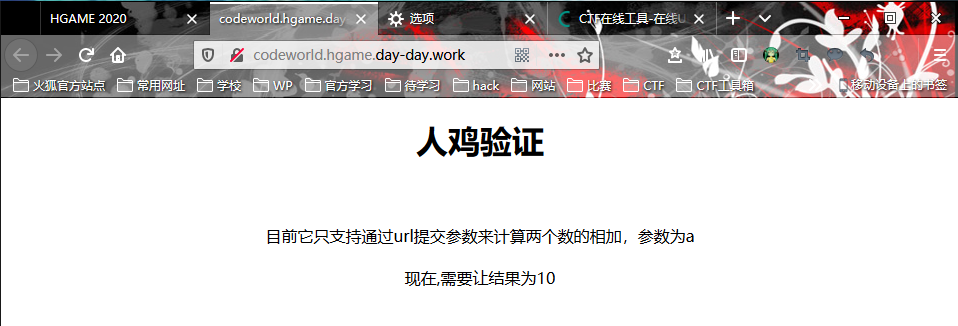 HGAME 2020
codeworld.hgame.day
选项
CTF在线工具-在线U
codeworld.hgame.day-day.work
火狐官方站点 常用网址 学校 WP 官方学习 待学习 hack 网站 比赛 CTF CTF工具箱 移动设备上的书签
人鸡验证
目前它只支持通过url提交参数来计算两个数的相加，参数为a
现在,需要让结果为10